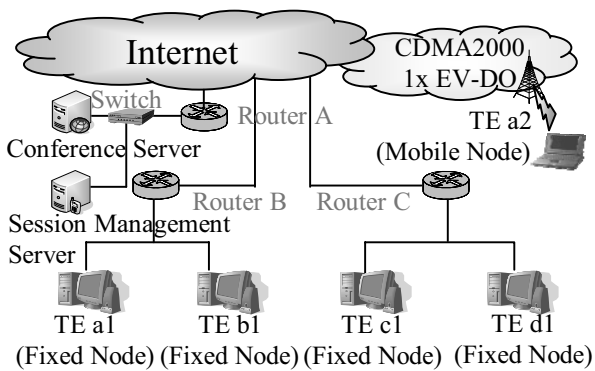 Internet
CDMA2000
1x EV-DO
Switch
Router A
TE a2
(Mobile Node)
Conference Server
Router B
Router C
Session Management
Server
TE a1
(Fixed Node)
TE b1
(Fixed Node)
TE c1
(Fixed Node)
TE d1
(Fixed Node)